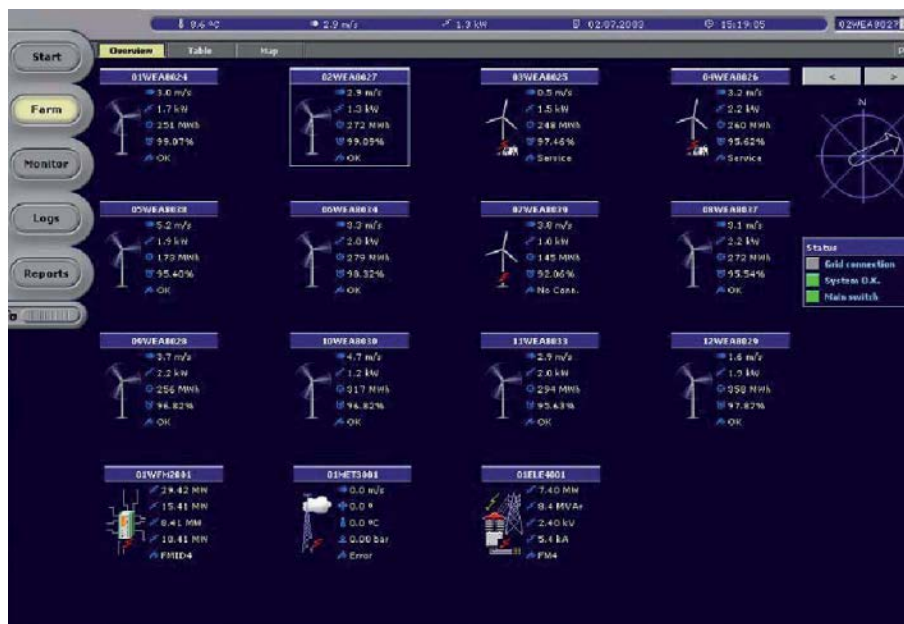 8.6 ºC 2.9 m/s 1.3 kW 02.07.2003 15:19:05 02WEA8027
Start
Farm
Monitor
Logs
Reports
Overview Table Map
01WEA8024
3.0 m/s
1.7 kW
251 MWh
99.07%
OK
02WEA8027
2.9 m/s
1.3 kW
272 MWh
99.09%
OK
03WEA8025
0.5 m/s
1.5 kW
248 MWh
97.46%
Service
04WEA8026
3.2 m/s
2.2 kW
260 MWh
95.62%
Service
< >
N
05WEA8038
5.2 m/s
1.9 kW
173 MWh
95.40%
OK
06WEA8034
3.3 m/s
2.0 kW
279 MWh
98.32%
OK
07WEA8039
3.8 m/s
1.0 kW
145 MWh
92.06%
No Conn.
08WEA8037
3.1 m/s
2.2 kW
272 MWh
95.54%
OK
Status
Grid connection
System O.K.
Main switch
09WEA8028
3.7 m/s
2.2 kW
256 MWh
96.82%
OK
10WEA8030
4.7 m/s
1.2 kW
317 MWh
96.82%
OK
11WEA8033
2.9 m/s
2.0 kW
294 MWh
95.63%
OK
12WEA8029
1.6 m/s
1.9 kW
358 MWh
97.87%
OK
01WFM2001
29.42 MW
15.41 MW
8.41 MW
10.41 MW
FMID4
01MET3001
0.0 m/s
0.0 º
0.0 ºC
0.00 bar
Error
01ELE4001
7.40 MW
8.4 MVAr
2.40 kV
5.4 kA
FM4